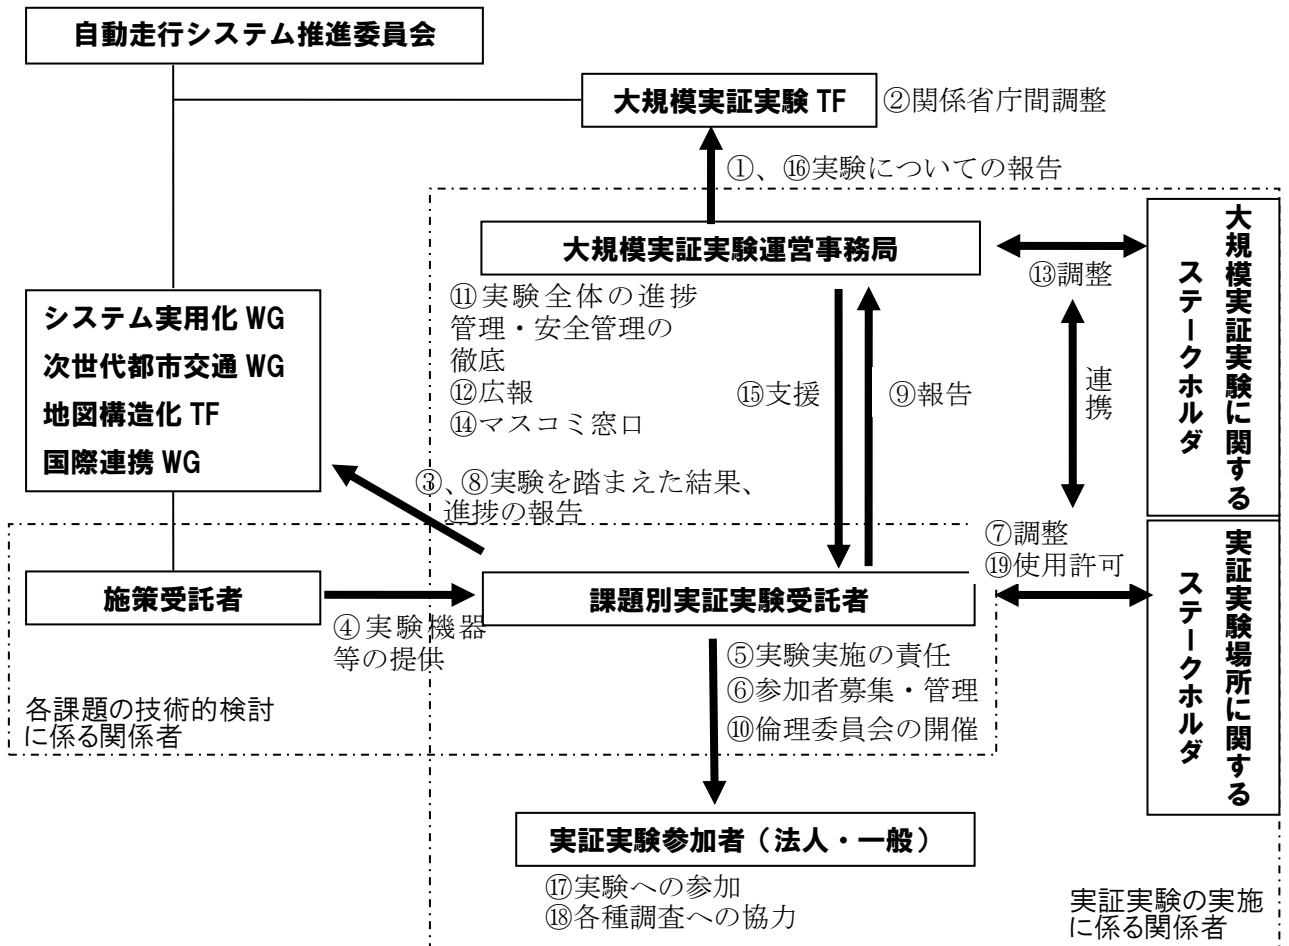 自動走行システム推進委員会
大規模実証実験 TF
②関係省庁間調整
①、⑯実験についての報告
大規模実証実験運営事務局
⑬調整
大規模実証実験に関する
ステークホルダ
システム実用化 WG
次世代都市交通 WG
地図構造化 TF
国際連携 WG
⑪実験全体の進捗
管理・安全管理の
徹底
⑫広報
⑭マスコミ窓口
⑮支援
⑨報告
連携
③、⑧実験を踏まえた結果、
進捗の報告
⑦調整
⑲使用許可
施策受託者
④実験機器
等の提供
課題別実証実験受託者
実証実験場所に関する
ステークホルダ
⑤実験実施の責任
⑥参加者募集・管理
⑩倫理委員会の開催
各課題の技術的検討
に係る関係者
実証実験参加者（法人・一般）
⑰実験への参加
⑱各種調査への協力
実証実験の実施
に係る関係者